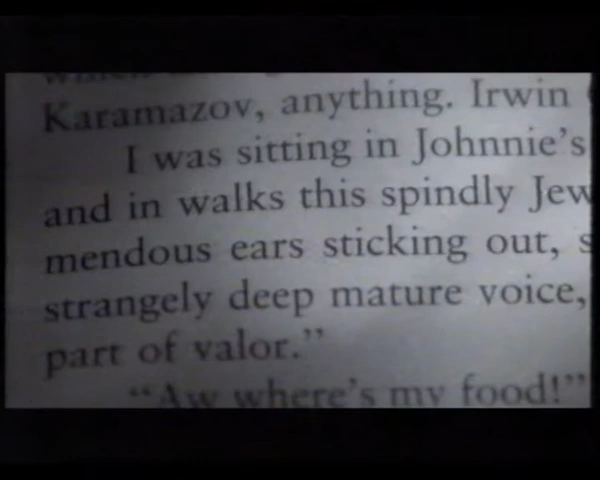 Karamazov, anything. Irwin
I was sitting in Johnnie's
and in walks this spindly Jew
mendous ears sticking out, s
strangely deep mature voice,
part of valor."
"Aw where's my food!"